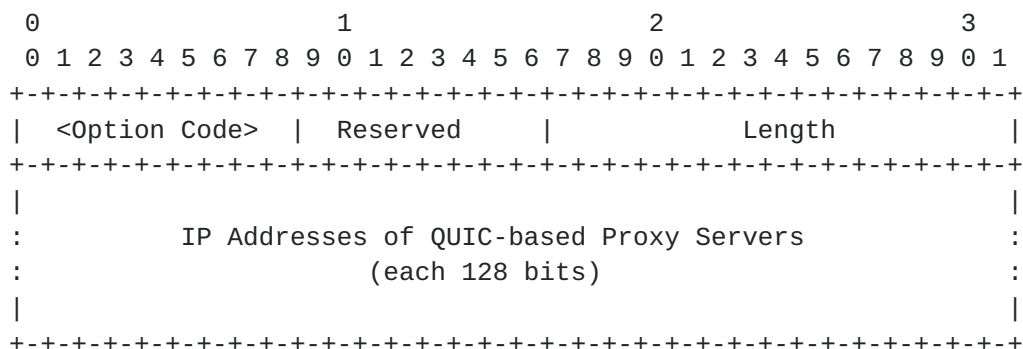 0                   1                   2                   3
 0 1 2 3 4 5 6 7 8 9 0 1 2 3 4 5 6 7 8 9 0 1 2 3 4 5 6 7 8 9 0 1
+-+-+-+-+-+-+-+-+-+-+-+-+-+-+-+-+-+-+-+-+-+-+-+-+-+-+-+-+-+-+-+-+
|  <Option Code>  |  Reserved     |            Length           |
+-+-+-+-+-+-+-+-+-+-+-+-+-+-+-+-+-+-+-+-+-+-+-+-+-+-+-+-+-+-+-+-+
|                                                               |
:          IP Addresses of QUIC-based Proxy Servers             :
:                      (each 128 bits)                          :
|                                                               |
+-+-+-+-+-+-+-+-+-+-+-+-+-+-+-+-+-+-+-+-+-+-+-+-+-+-+-+-+-+-+-+-+